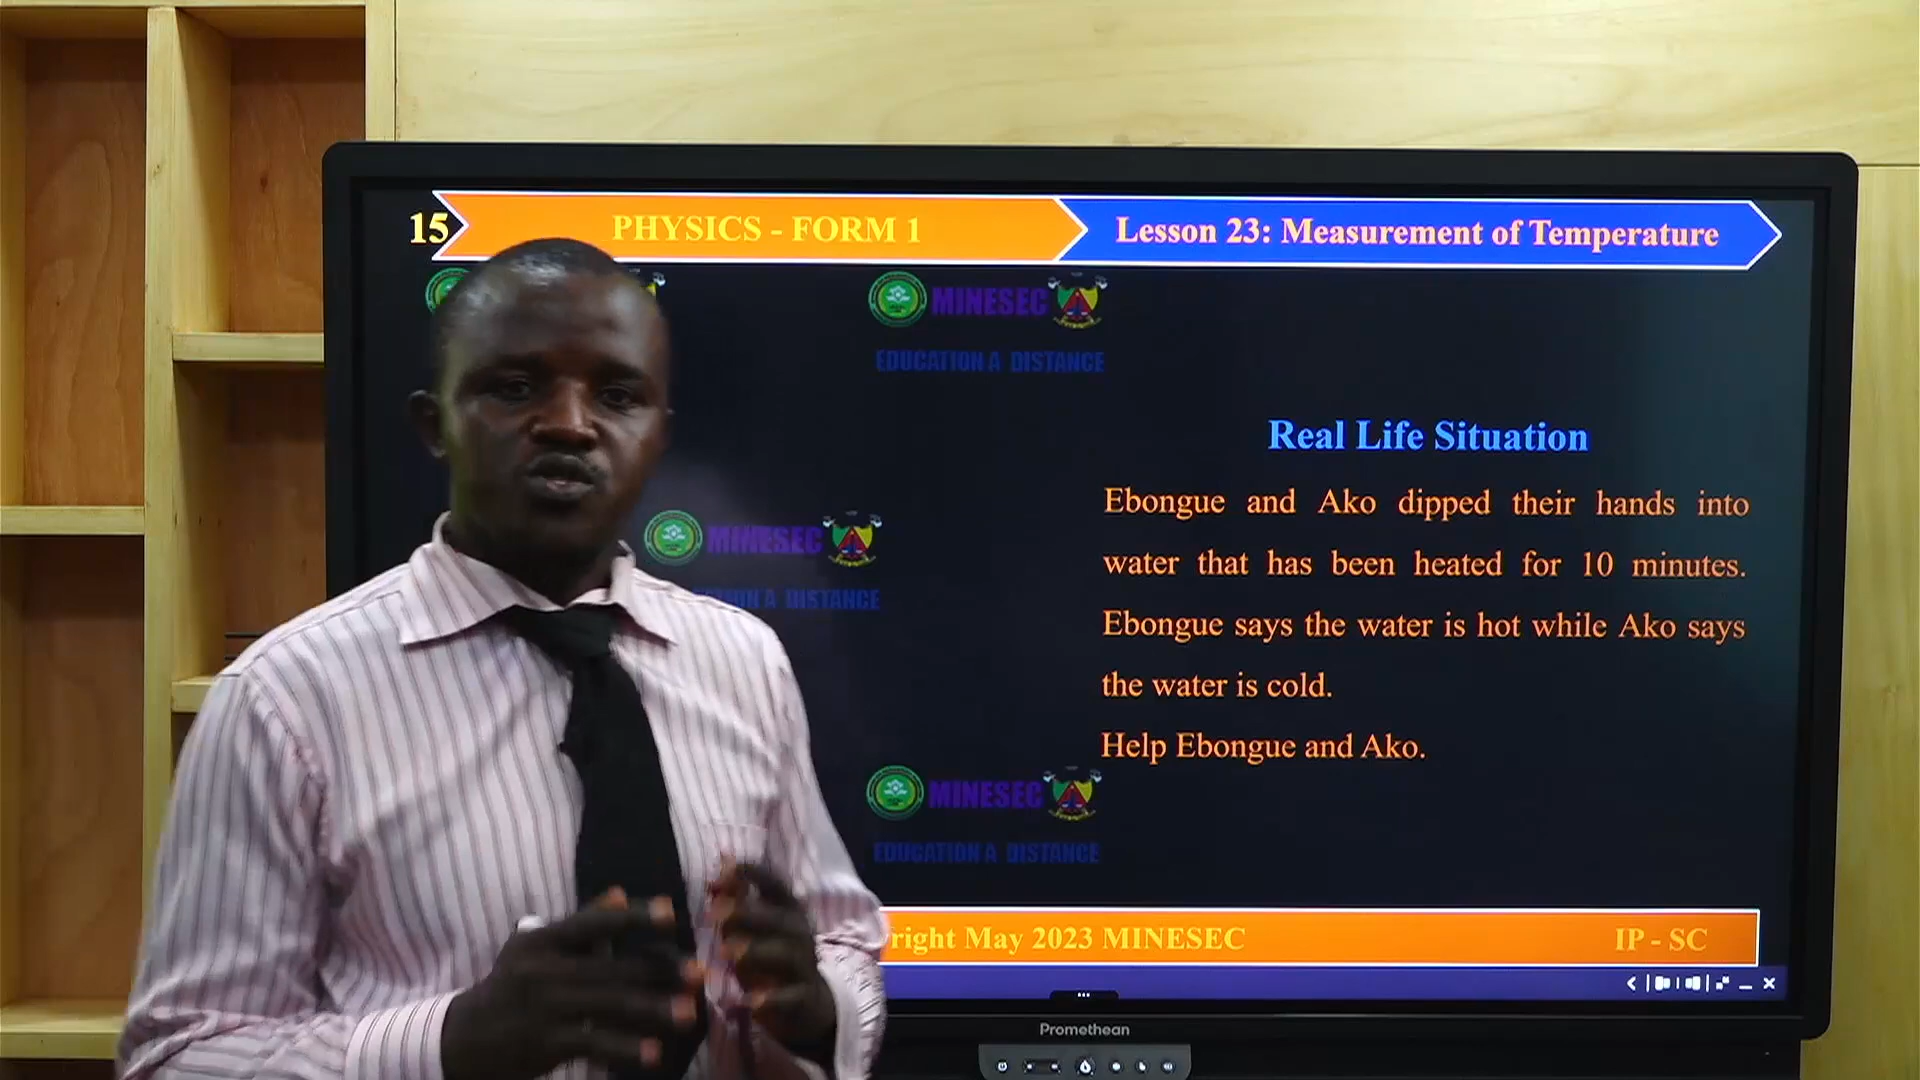 15
PHYSICS - FORM 1
Lesson 23: Measurement of Temperature
MINESEC
EDUCATION A DISTANCE
Real Life Situation
Ebongue and Ako dipped their hands into
water that has been heated for 10 minutes.
Ebongue says the water is hot while Ako says
the water is cold.
Help Ebongue and Ako.
MINESEC
A DISTANCE
MINESEC
EDUCATION A DISTANCE
right May 2023 MINESEC
IP - SC
Promethean